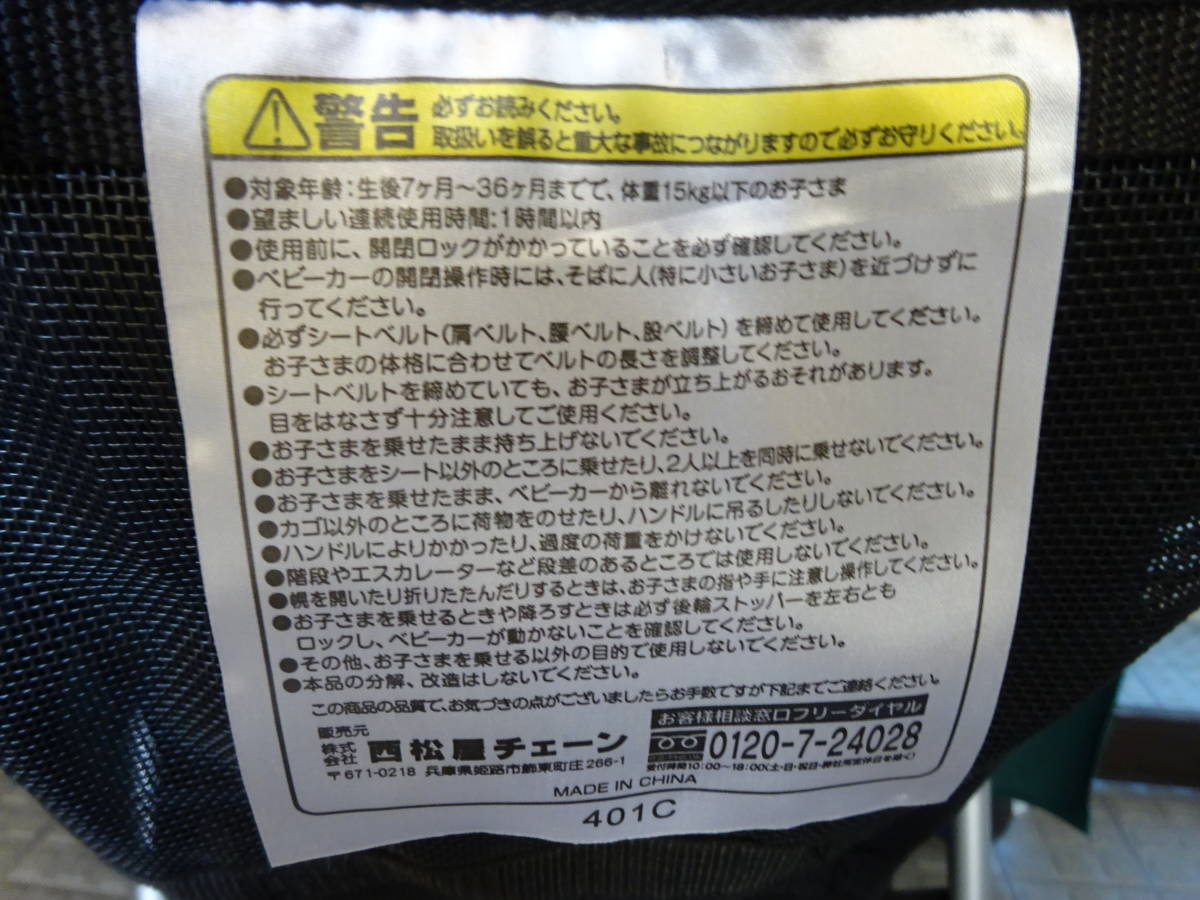 警告 必ずお読みください。
取扱いを誤ると重大な事故につながりますので必ずお守りください。
●対象年齢：生後7ヶ月～36ヶ月までで、体重15kg以下のお子さま
●望ましい連続使用時間：1時間以内
●使用前に、開閉ロックがかかっていることを必ず確認してください。
●ベビーカーの開閉操作時には、そばに人（特に小さいお子さま）を近づけずに
行ってください。
●必ずシートベルト（肩ベルト、腰ベルト、股ベルト）を締めて使用してください。
お子さまの体格に合わせてベルトの長さを調整してください。
●シートベルトを締めていても、お子さまが立ち上がるおそれがあります。
目をはなさず十分注意してご使用ください。
●お子さまを乗せたまま持ち上げないでください。
●お子さまをシート以外のところに乗せたり、2人以上を同時に乗せないでください。
●お子さまを乗せたまま、ベビーカーから離れないでください。
●カゴ以外のところに荷物をのせたり、ハンドルに吊るしたりしないでください。
●ハンドルによりかかったり、過度の荷重をかけないでください。
●階段やエスカレーターなど段差のあるところでは使用しないでください。
●幌を開いたり折りたたんだりするときは、お子さまの指や手に注意し操作してください。
●お子さまを乗せるときや降ろすときは必ず後輪ストッパーを左右とも
ロックし、ベビーカーが動かないことを確認してください。
●その他、お子さまを乗せる以外の目的で使用しないでください。
●本品の分解、改造はしないでください。
この商品の品質で、お気づきの点がございましたらお手数ですが下記までご連絡ください。
販売元
株式会社 西松屋チェーン
〒671-0218 兵庫県姫路市飾東町庄266-1
お客様相談窓口フリーダイヤル
0120-7-24028
受付時間10:00～18:00(土・日・祝日・弊社所定休日を除く)
MADE IN CHINA
401C